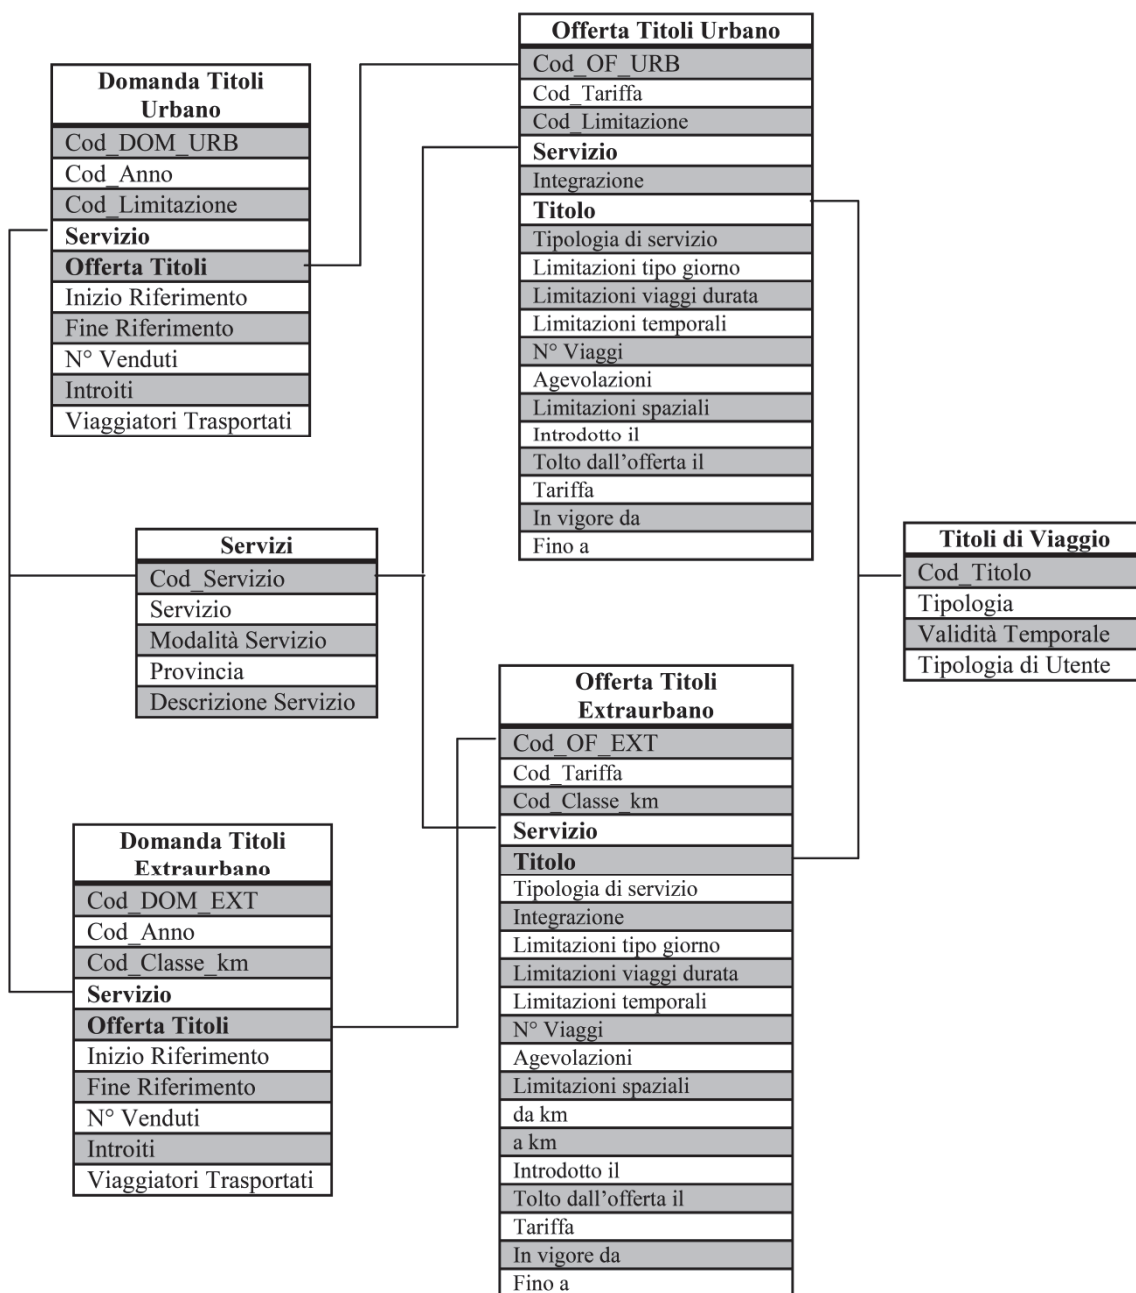 Domanda Titoli
Urbano
Cod_DOM_URB
Cod_Anno
Cod_Limitazione
Servizio
Offerta Titoli
Inizio Riferimento
Fine Riferimento
N° Venduti
Introiti
Viaggiatori Trasportati
Offerta Titoli Urbano
Cod_OF_URB
Cod_Tariffa
Cod_Limitazione
Servizio
Integrazione
Titolo
Tipologia di servizio
Limitazioni tipo giorno
Limitazioni viaggi durata
Limitazioni temporali
N° Viaggi
Agevolazioni
Limitazioni spaziali
Introdotto il
Tolto dall’offerta il
Tariffa
In vigore da
Fino a
Servizi
Cod_Servizio
Servizio
Modalità Servizio
Provincia
Descrizione Servizio
Titoli di Viaggio
Cod_Titolo
Tipologia
Validità Temporale
Tipologia di Utente
Domanda Titoli
Extraurbano
Cod_DOM_EXT
Cod_Anno
Cod_Classe_km
Servizio
Offerta Titoli
Inizio Riferimento
Fine Riferimento
N° Venduti
Introiti
Viaggiatori Trasportati
Offerta Titoli
Extraurbano
Cod_OF_EXT
Cod_Tariffa
Cod_Classe_km
Servizio
Titolo
Tipologia di servizio
Integrazione
Limitazioni tipo giorno
Limitazioni viaggi durata
Limitazioni temporali
N° Viaggi
Agevolazioni
Limitazioni spaziali
da km
a km
Introdotto il
Tolto dall’offerta il
Tariffa
In vigore da
Fino a